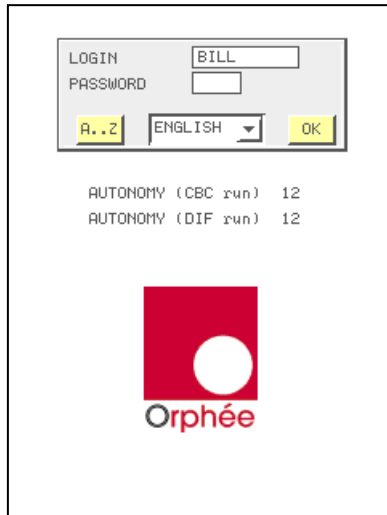 LOGIN BILL
PASSWORD
A..Z ENGLISH OK
AUTONOMY (CBC run) 12
AUTONOMY (DIF run) 12
Orphée